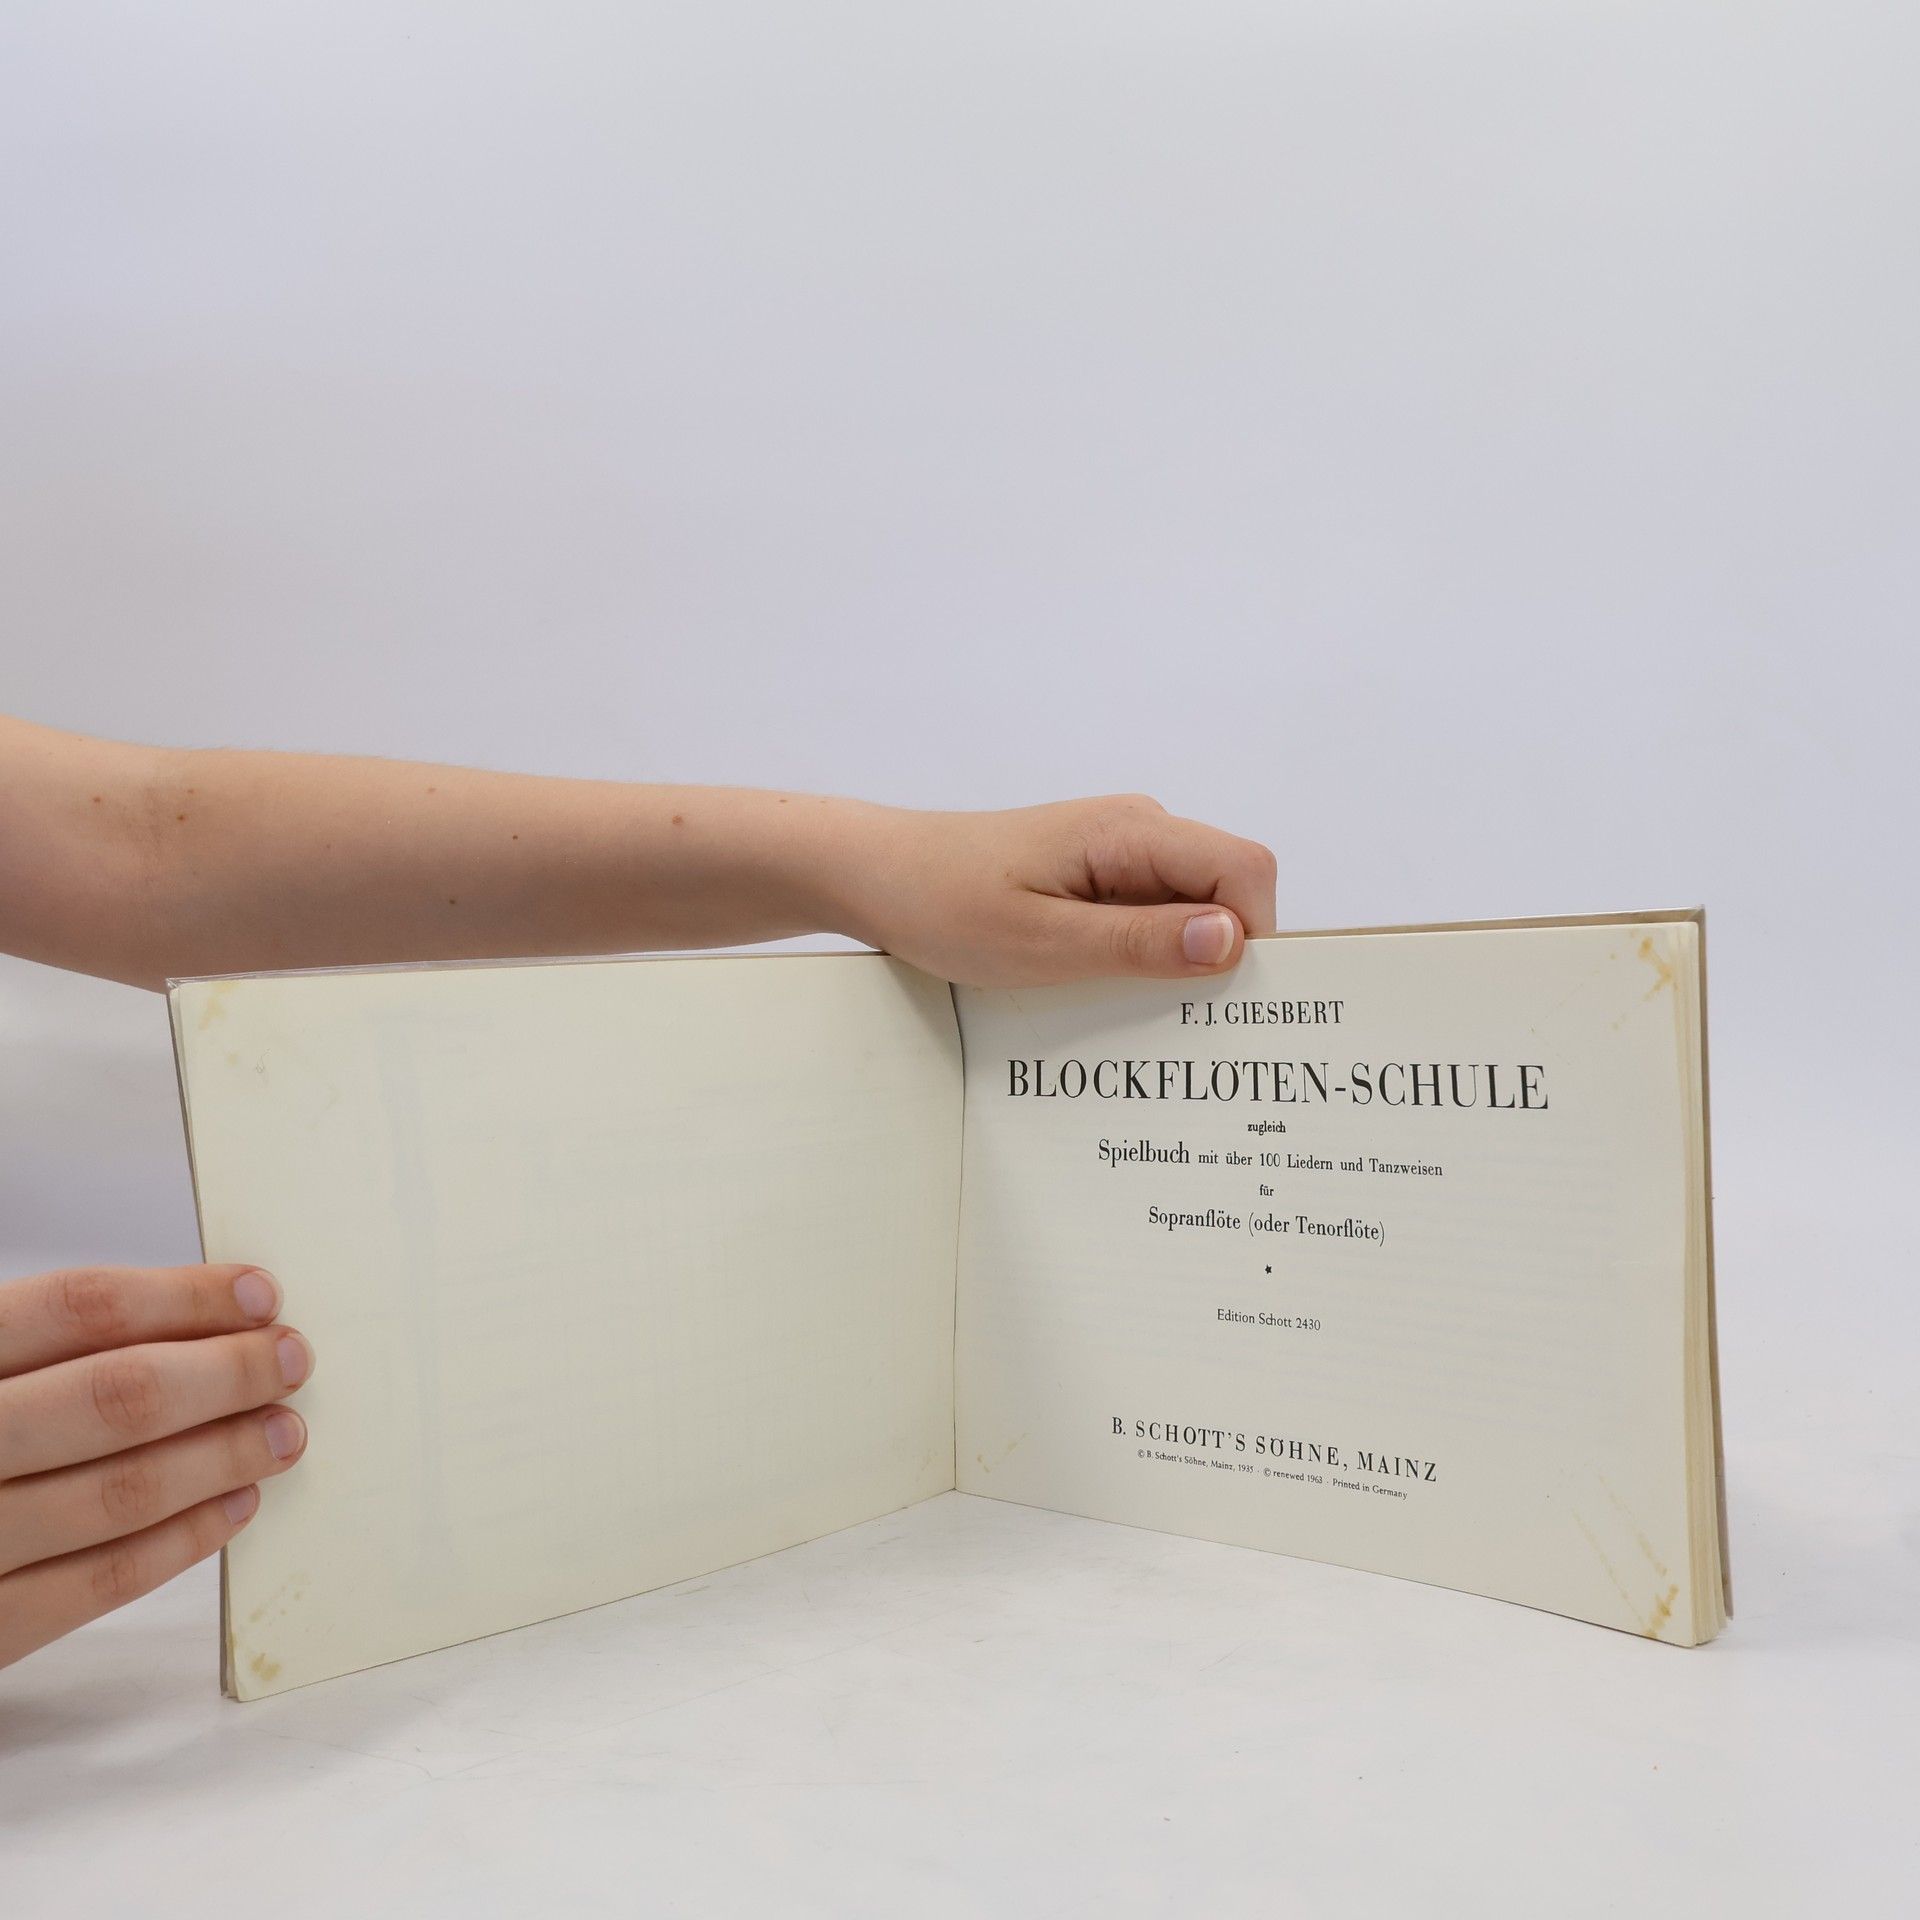 F. J. GIESBERT
BLOCKFLÖTEN-SCHULE
zugleich
Spielbuch mit über 100 Liedern und Tanzweisen
für
Sopranflöte (oder Tenorflöte)
★
Edition Schott 2430
B. SCHOTT'S SÖHNE, MAINZ
© B. Schott's Söhne, Mainz, 1935 · © renewed 1963 · Printed in Germany